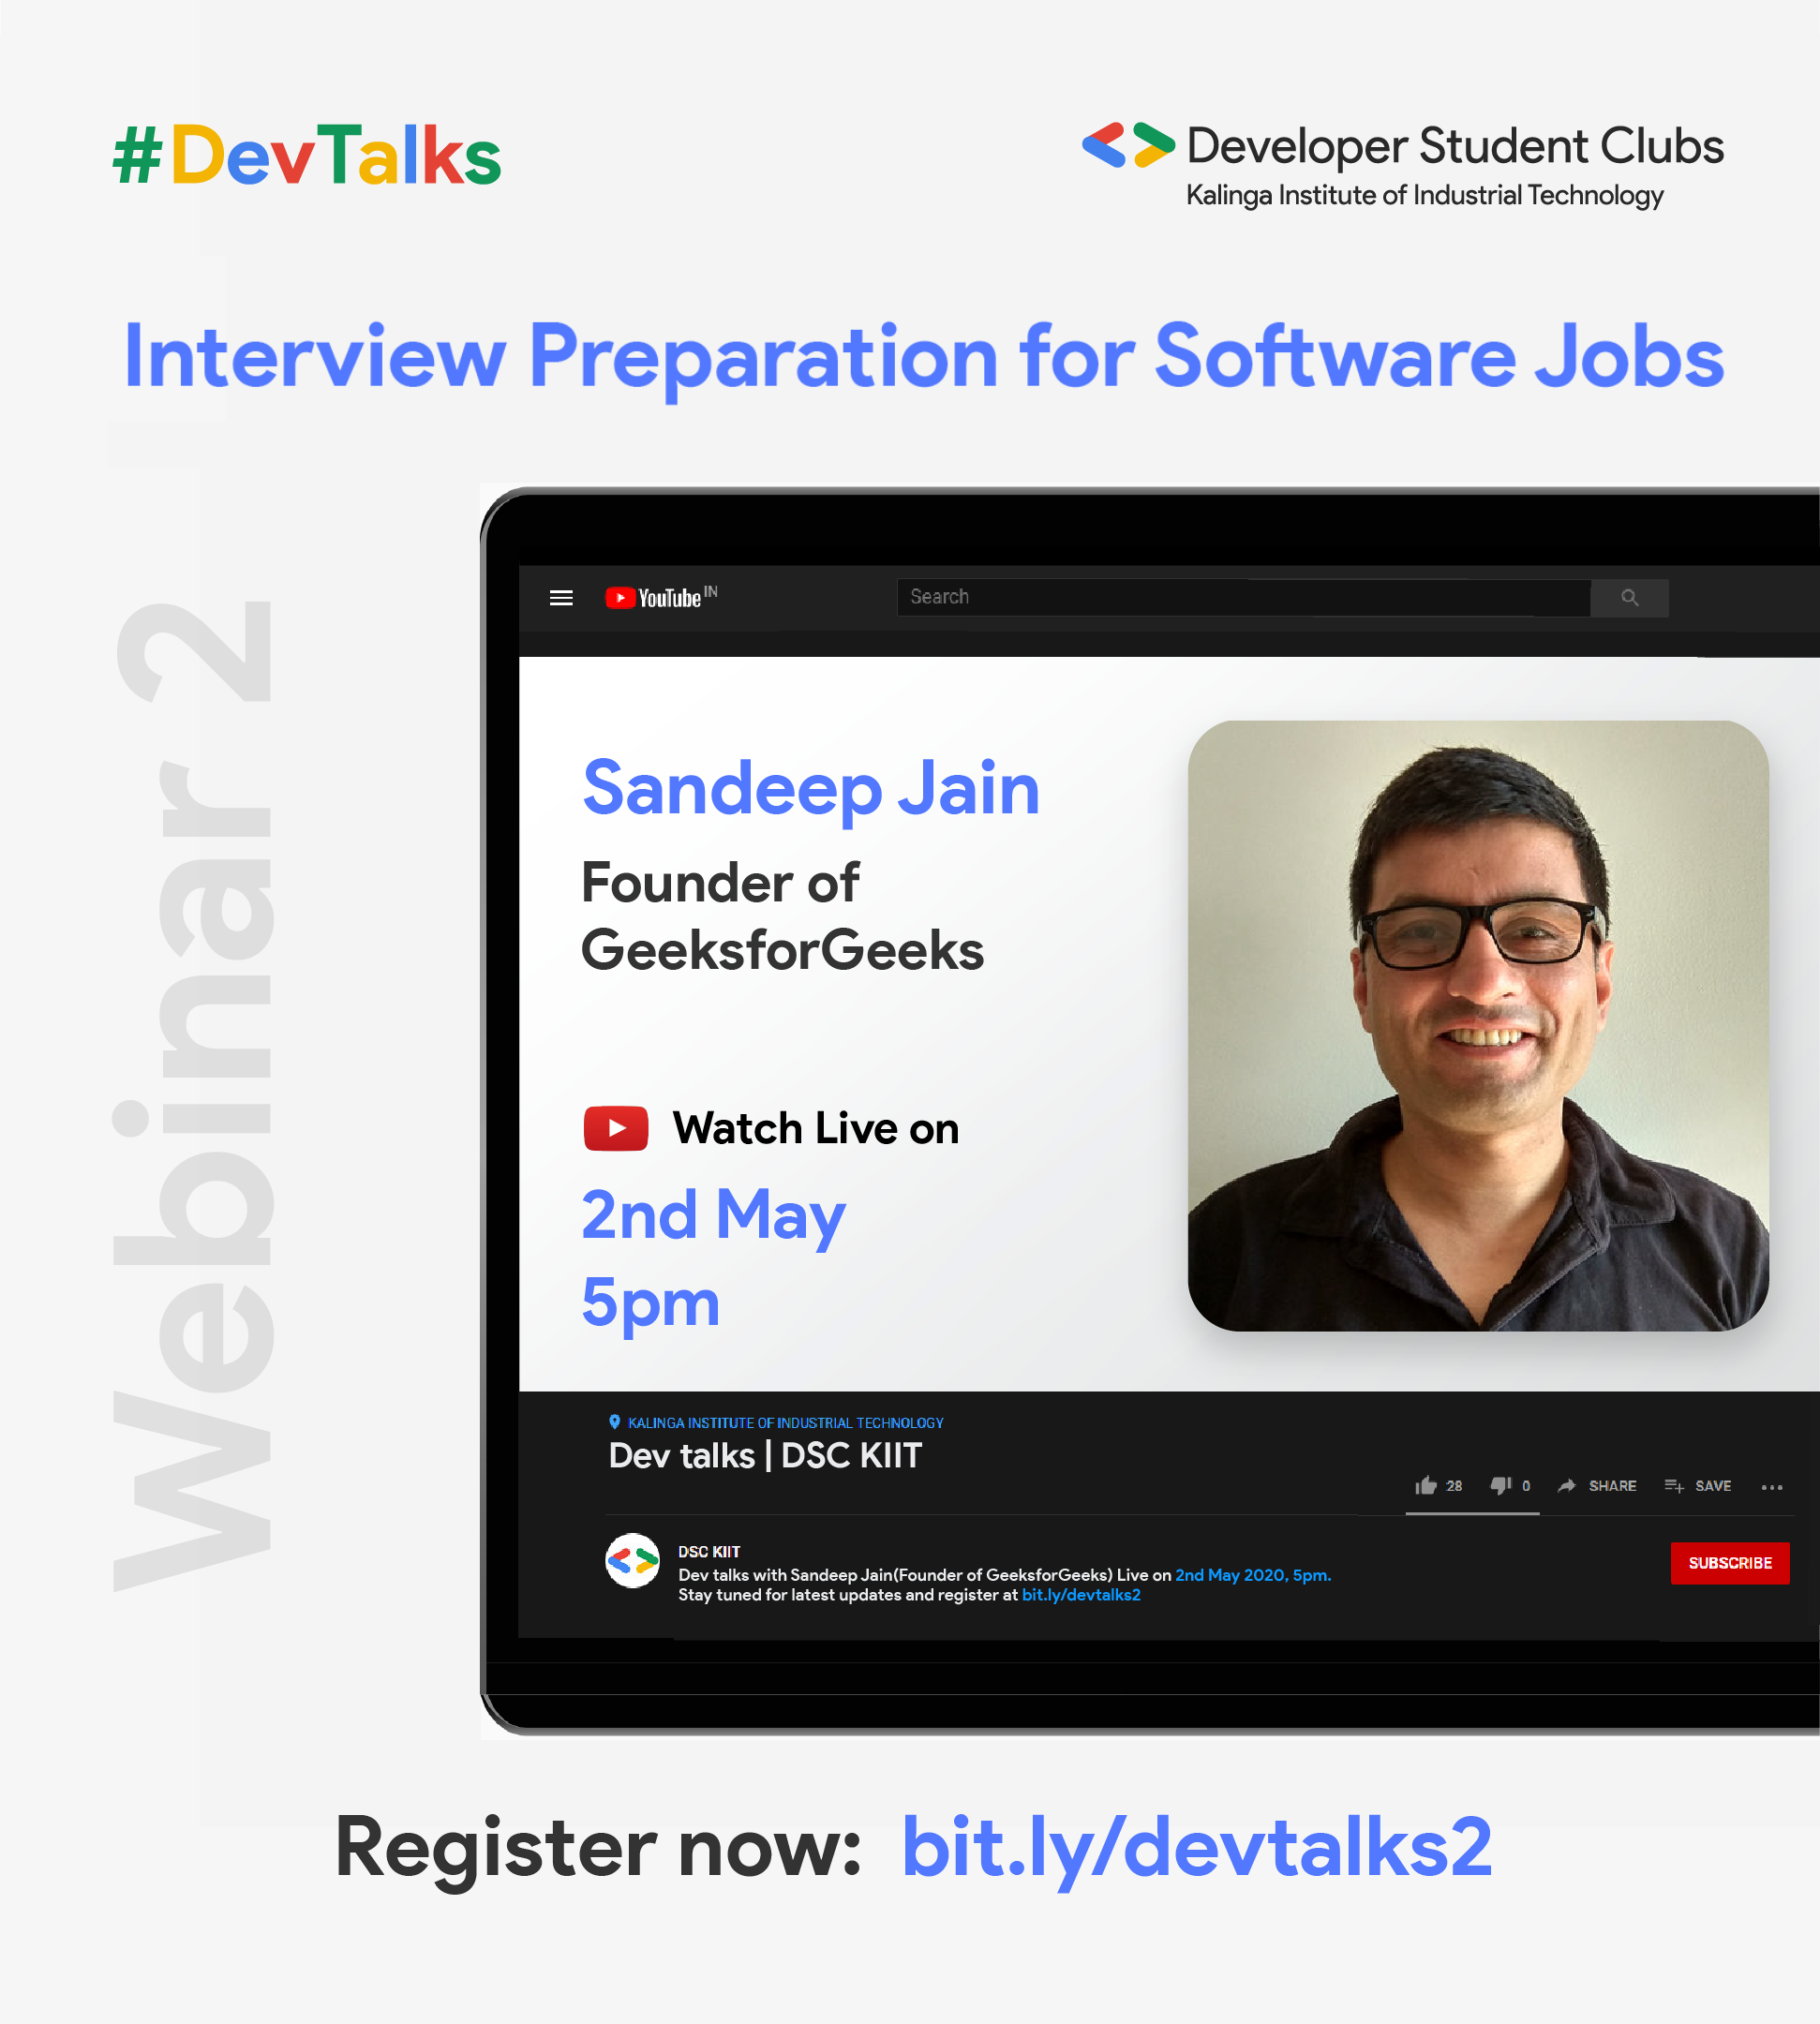 #DevTalks
Developer Student Clubs
Kalinga Institute of Industrial Technology
Interview Preparation for Software Jobs
Webinar 2
YouTube IN
Search
Sandeep Jain
Founder of
GeeksforGeeks
Watch Live on
2nd May
5pm
KALINGA INSTITUTE OF INDUSTRIAL TECHNOLOGY
Dev talks | DSC KIIT
28 0 SHARE SAVE
DSC KIIT
Dev talks with Sandeep Jain(Founder of GeeksforGeeks) Live on 2nd May 2020, 5pm.
Stay tuned for latest updates and register at bit.ly/devtalks2
SUBSCRIBE
Register now: bit.ly/devtalks2